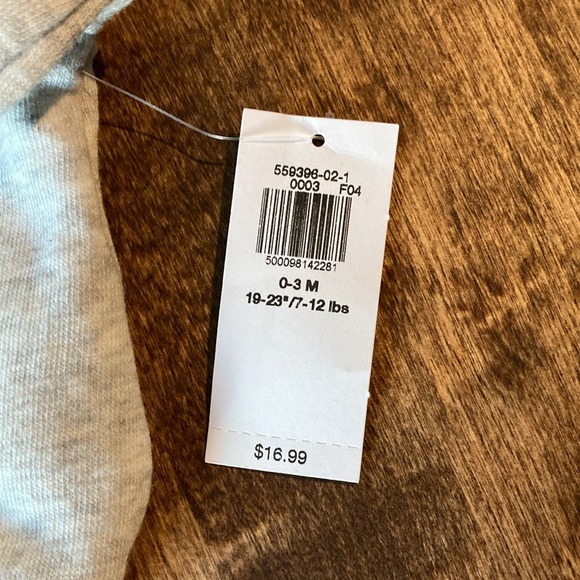 559396-02-1
0003 F04
500098142281
0-3 M
19-23"/7-12 lbs
$16.99